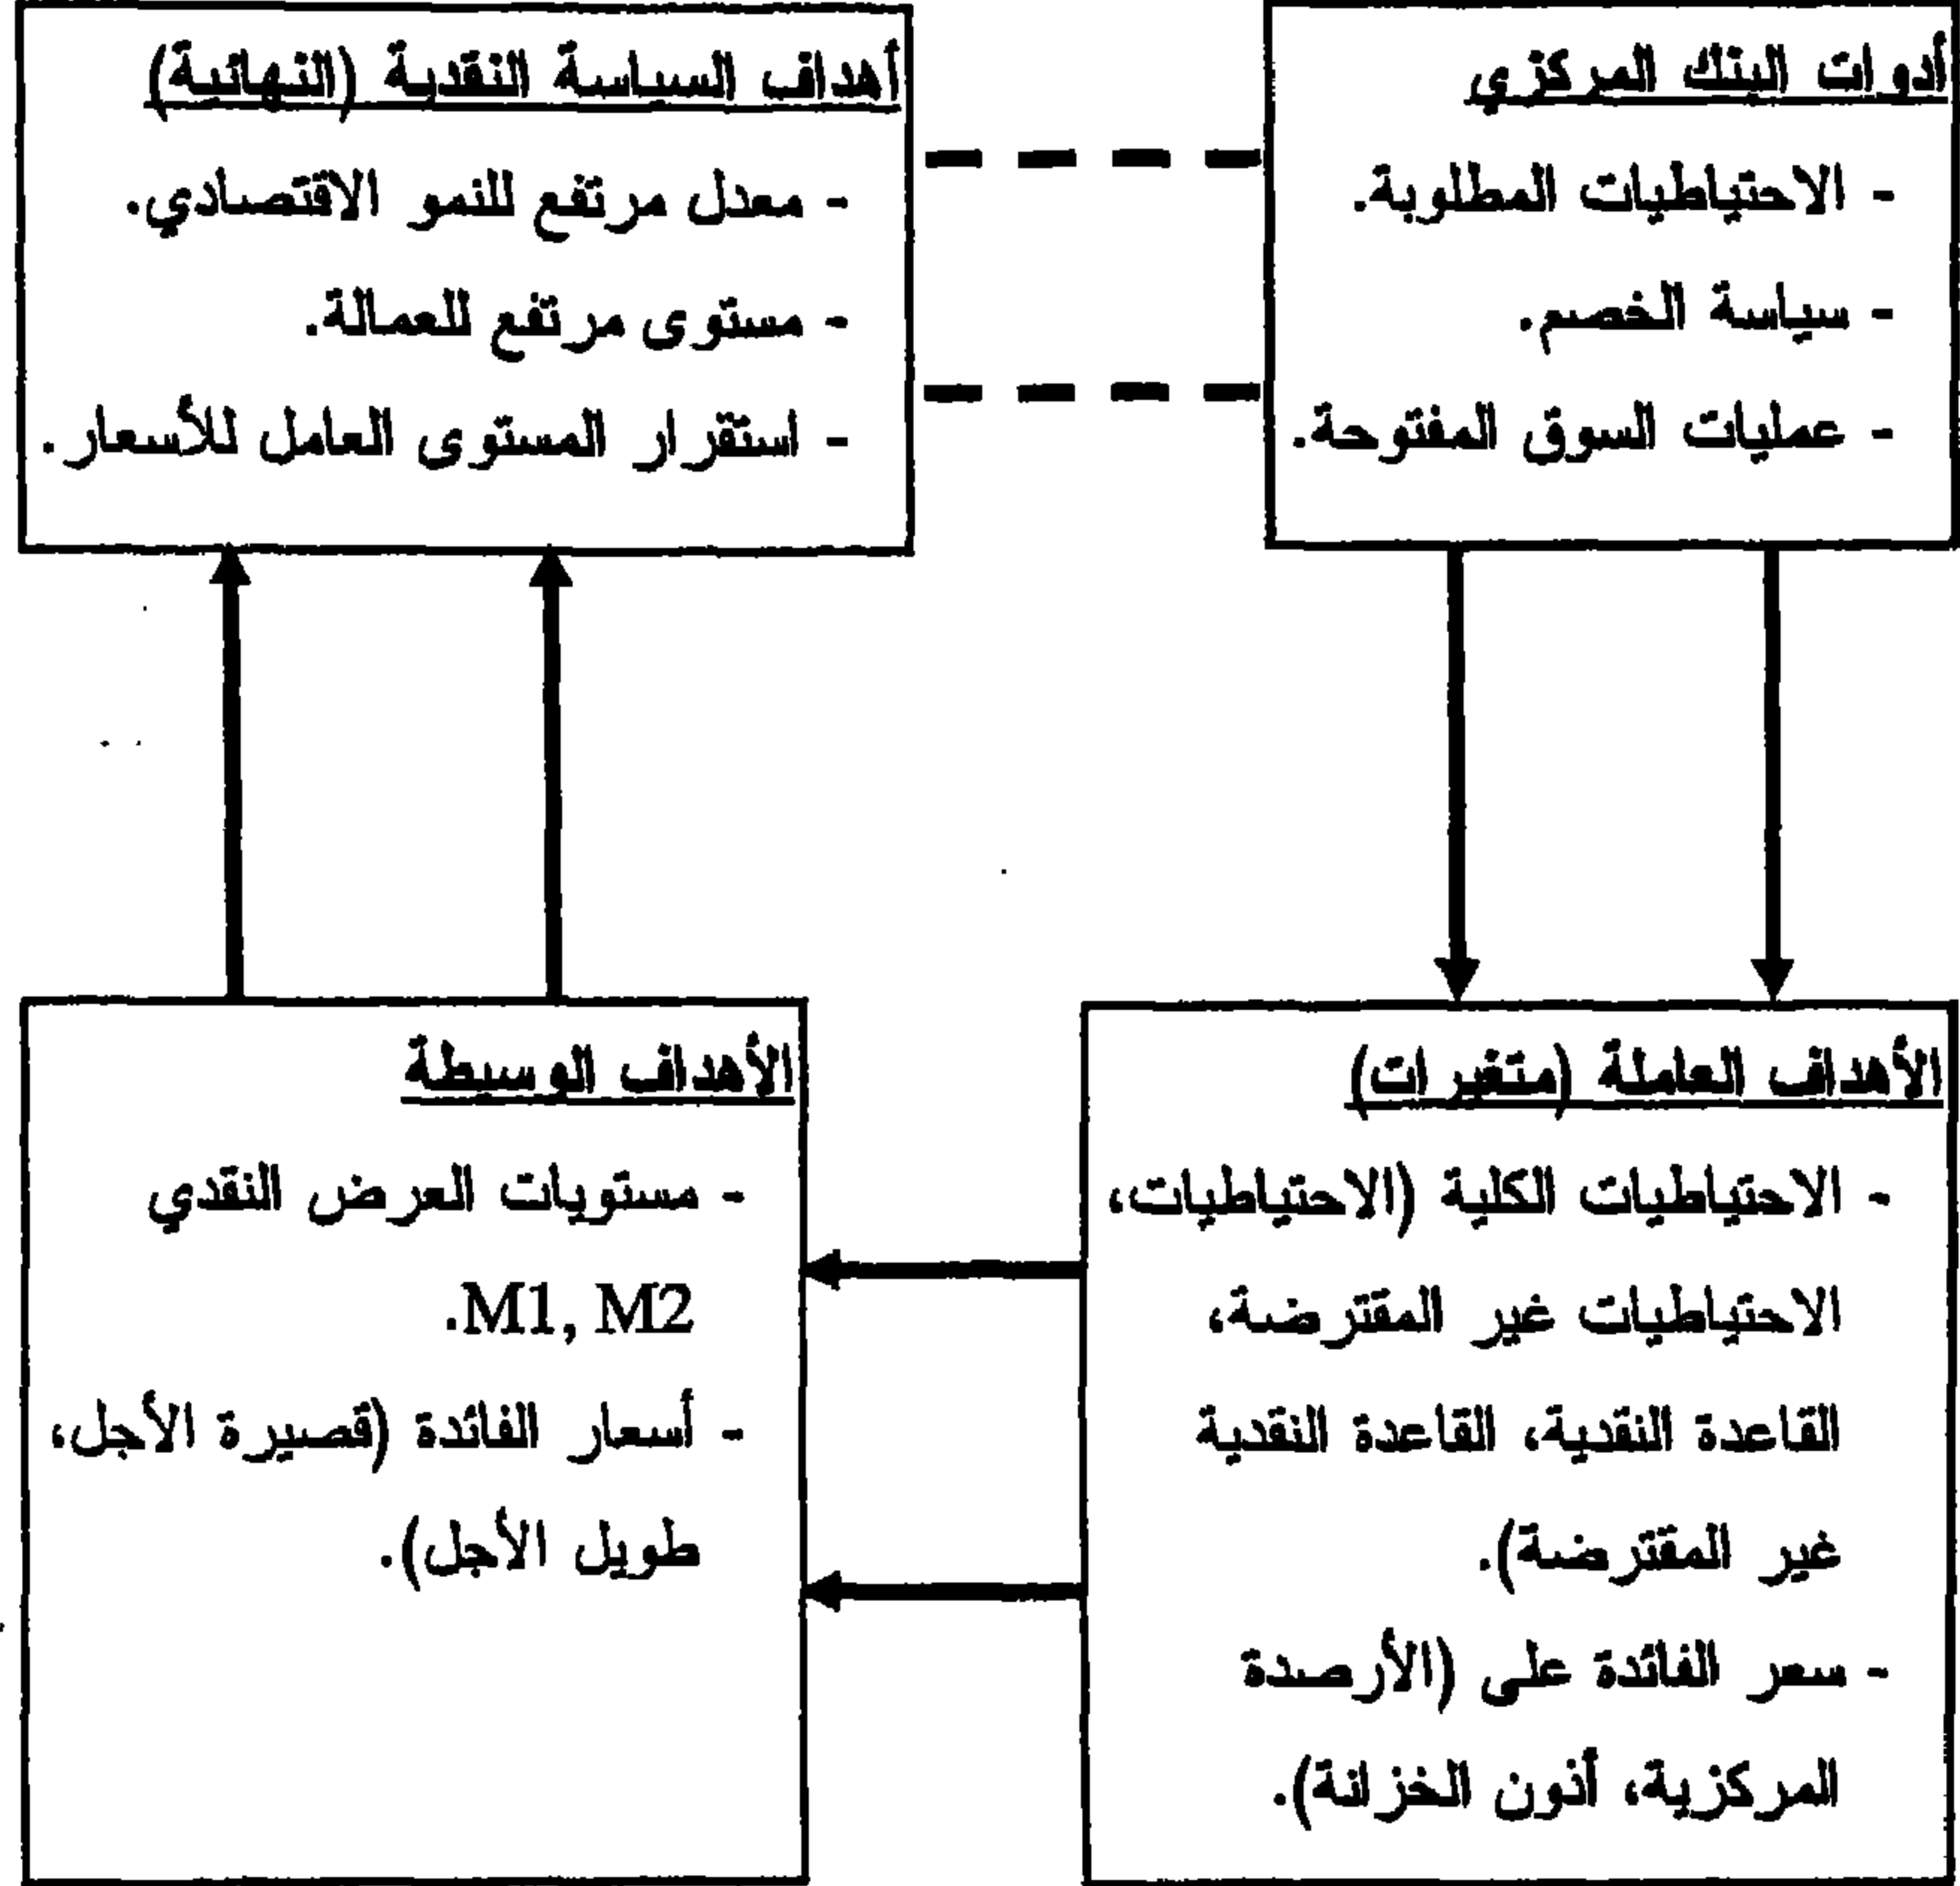 أدوات البنك المركزي
- الاحتياطيات المطلوبة.
- سياسة الخصم.
- عمليات السوق المفتوحة.
أهداف السياسة النقدية (النهائية)
- معدل مرتفع للنمو الاقتصادي.
- مستوى مرتفع للعمالة.
- استقرار المستوى العامل للأسعار.
الأهداف العاملة (متغيرات)
- الاحتياطيات الكلية (الاحتياطيات،
الاحتياطيات غير المقترضة،
القاعدة النقدية، القاعدة النقدية
غير المقترضة).
- سعر الفائدة على (الأرصدة
المركزية، أذون الخزانة).
الأهداف الوسيطة
- مستويات العرض النقدي
M1, M2.
- أسعار الفائدة (قصيرة الأجل،
طويل الأجل).